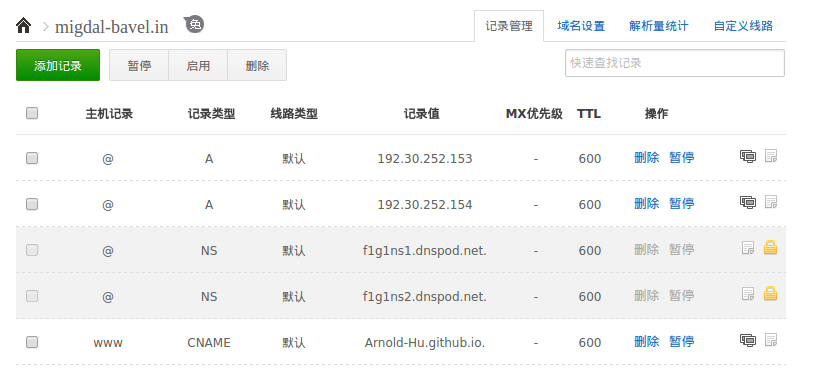 migdal-bavel.in 免 记录管理 域名设置 解析量统计 自定义线路
添加记录 暂停 启用 删除 快速查找记录
主机记录 记录类型 线路类型 记录值 MX优先级 TTL 操作
@ A 默认 192.30.252.153 - 600 删除 暂停
@ A 默认 192.30.252.154 - 600 删除 暂停
@ NS 默认 f1g1ns1.dnspod.net. - 600 删除 暂停
@ NS 默认 f1g1ns2.dnspod.net. - 600 删除 暂停
www CNAME 默认 Arnold-Hu.github.io. - 600 删除 暂停